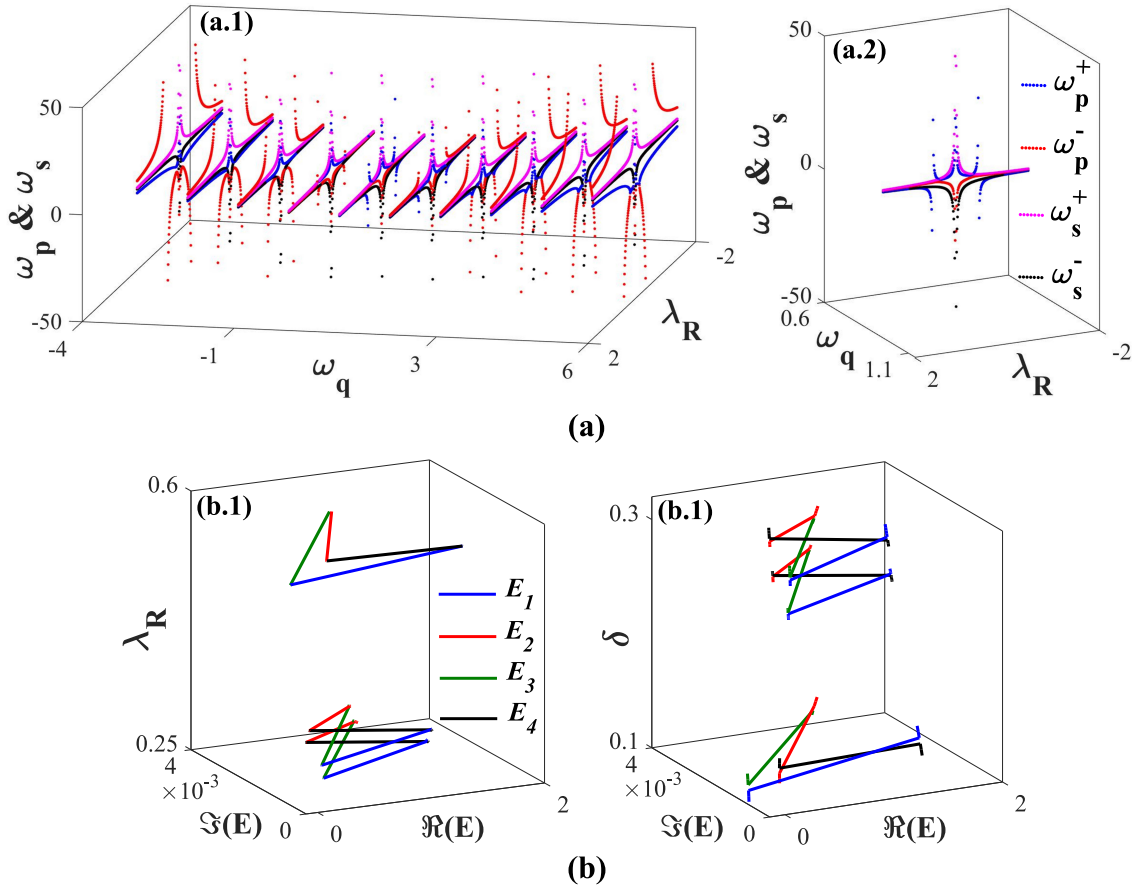 (a.1)
50
0
-50
ω_p & ω_s
-4
-1
3
6
ω_q
2
-2
λ_R
(a.2)
50
0
-50
ω_p & ω_s
0.6
1.1
ω_q
2
-2
λ_R
ω_p^+
ω_p^-
ω_s^+
ω_s^-
(a)
(b.1)
0.6
0.25
λ_R
4
×10^-3
0
ℑ(E)
0
2
ℜ(E)
E_1
E_2
E_3
E_4
(b.1)
0.3
0.1
δ
4
×10^-3
0
ℑ(E)
0
2
ℜ(E)
(b)